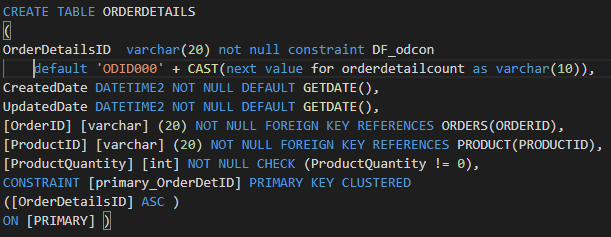 CREATE TABLE ORDERDETAILS
(
OrderDetailsID  varchar(20) not null constraint DF_odcon
    default 'ODID000' + CAST(next value for orderdetailcount as varchar(10)),
CreatedDate DATETIME2 NOT NULL DEFAULT GETDATE(),
UpdatedDate DATETIME2 NOT NULL DEFAULT GETDATE(),
[OrderID] [varchar] (20) NOT NULL FOREIGN KEY REFERENCES ORDERS(ORDERID),
[ProductID] [varchar] (20) NOT NULL FOREIGN KEY REFERENCES PRODUCT(PRODUCTID),
[ProductQuantity] [int] NOT NULL CHECK (ProductQuantity != 0),
CONSTRAINT [primary_OrderDetID] PRIMARY KEY CLUSTERED
([OrderDetailsID] ASC )
ON [PRIMARY] )